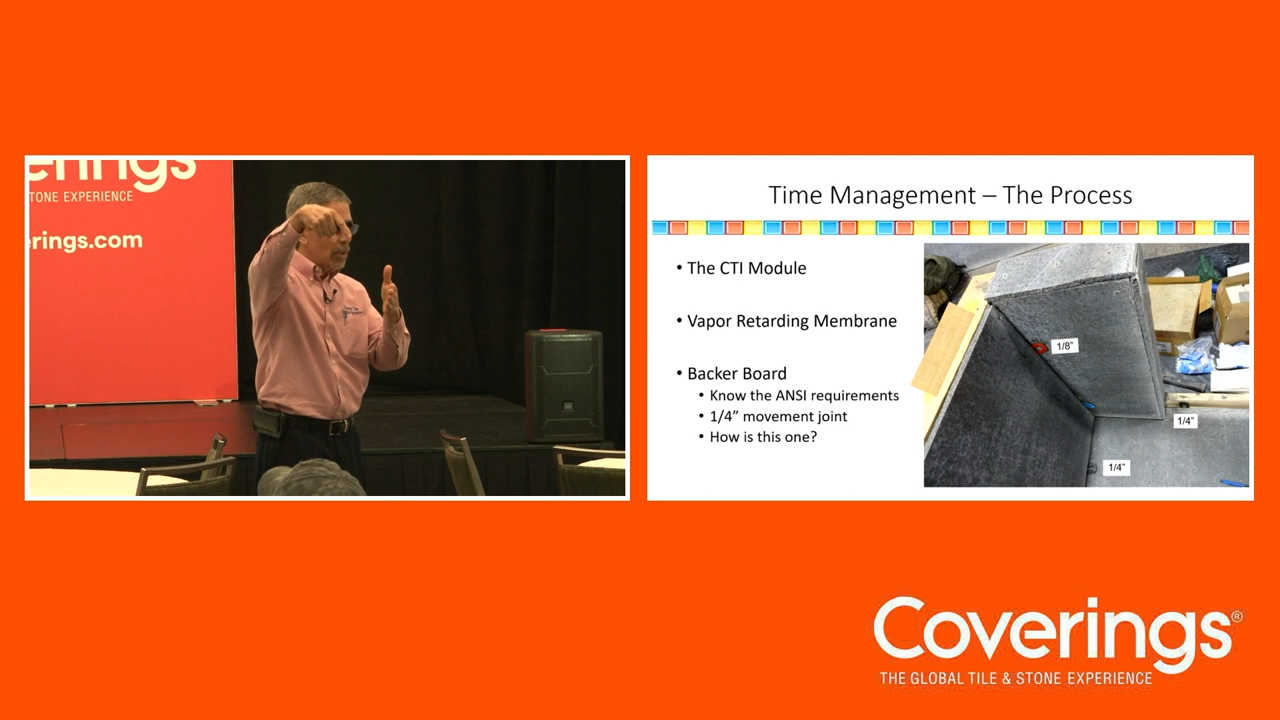 erings
STONE EXPERIENCE
erings.com
Time Management – The Process
• The CTI Module
• Vapor Retarding Membrane
• Backer Board
• Know the ANSI requirements
• 1/4” movement joint
• How is this one?
1/8"
1/4"
1/4"
Coverings®
THE GLOBAL TILE & STONE EXPERIENCE